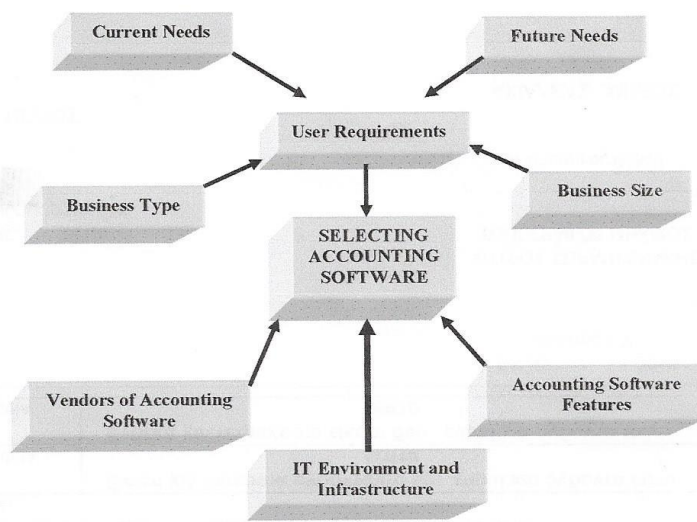 Current Needs
Future Needs
User Requirements
Business Type
Business Size
SELECTING
ACCOUNTING
SOFTWARE
Vendors of Accounting
Software
Accounting Software
Features
IT Environment and
Infrastructure